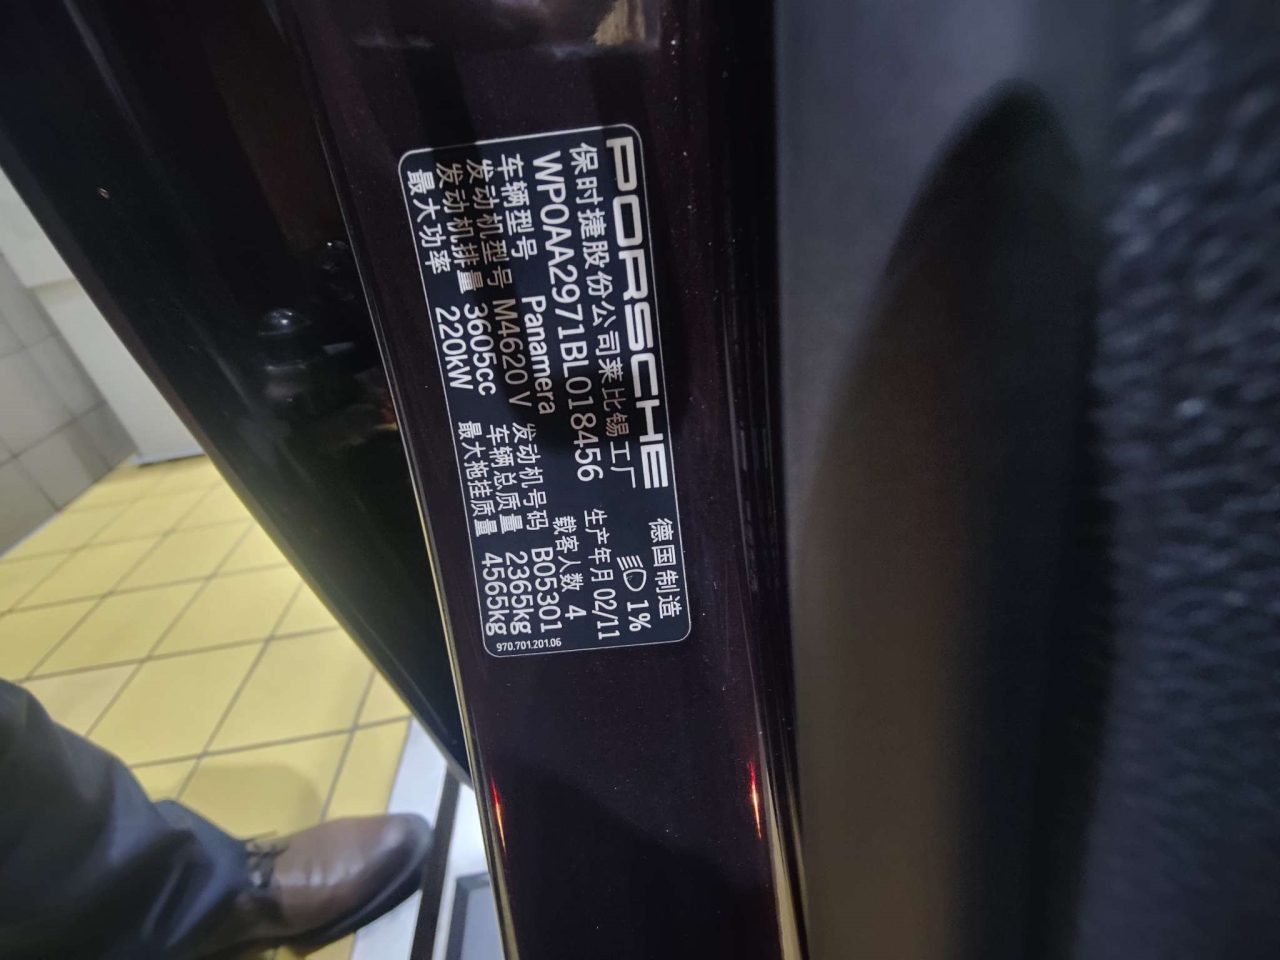 PORSCHE
德国制造
保时捷股份公司莱比锡工厂
1%
WP0AA2971BL018456
生产年月 02/11
载客人数 4
车辆型号 Panamera
发动机号码 B05301
发动机型号 M4620 V
车辆总质量 2365kg
发动机排量 3605cc
最大拖挂质量 4565kg
最大功率 220kW
970.701.201.06